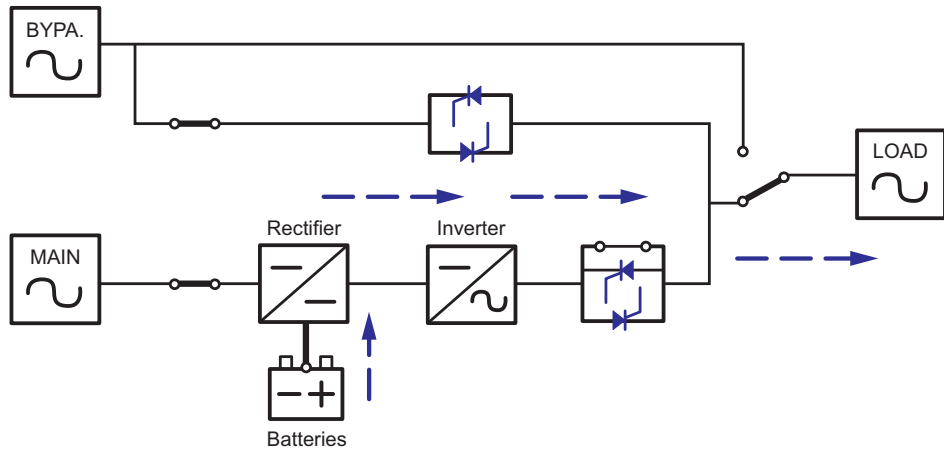 BYPA.
LOAD
Rectifier
Inverter
MAIN
Batteries